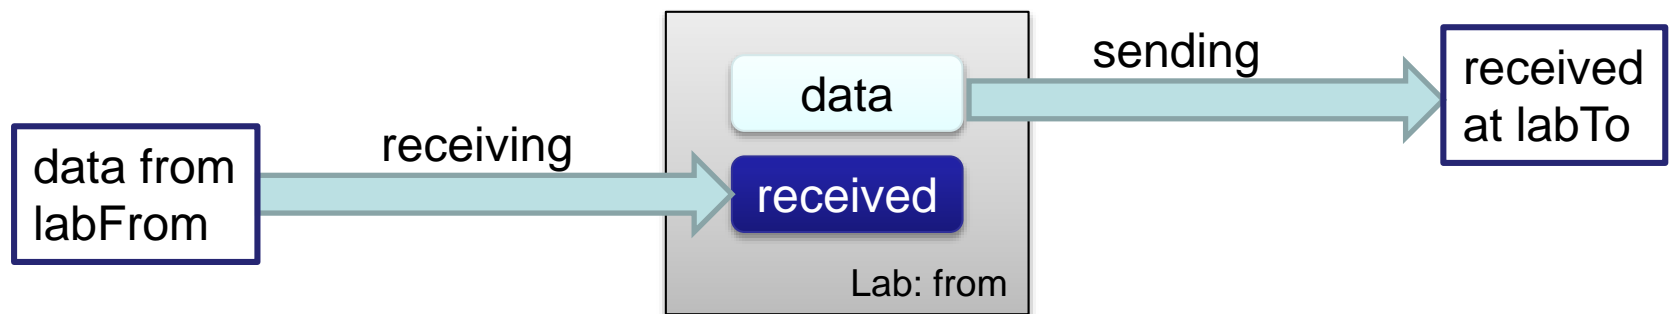 data from
labFrom
receiving
data
received
Lab: from
sending
received
at labTo